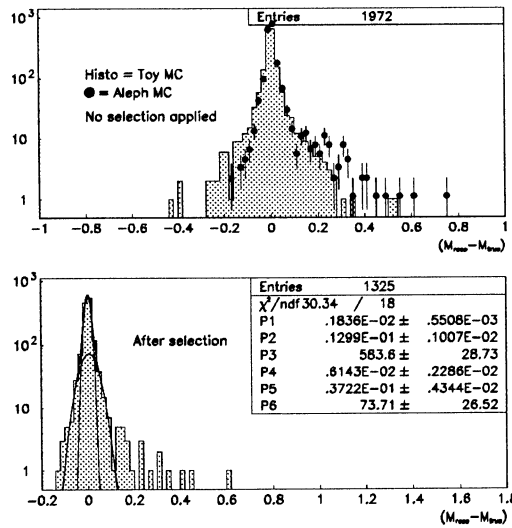 Entries 1972
10³
Histo = Toy MC
● = Aleph MC
10²
No selection applied
10
1
-1 -0.8 -0.6 -0.4 -0.2 0 0.2 0.4 0.6 0.8 1
(M_reco-M_true)
10³
Entries 1325
χ²/ndf 30.34 / 18
P1 .1836E-02 ± .5508E-03
P2 .1299E-01 ± .1007E-02
P3 583.6 ± 28.73
P4 .6143E-02 ± .2286E-02
P5 .3722E-01 ± .4344E-02
P6 73.71 ± 26.52
After selection
10²
10
1
-0.2 0 0.2 0.4 0.6 0.8 1 1.2 1.4 1.6 1.8
(M_reco-M_true)